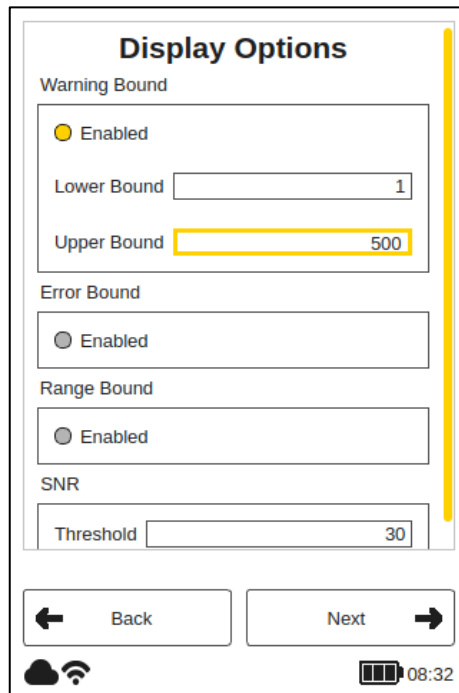 Display Options
Warning Bound
Enabled
Lower Bound 1
Upper Bound 500
Error Bound
Enabled
Range Bound
Enabled
SNR
Threshold 30
Back Next
08:32